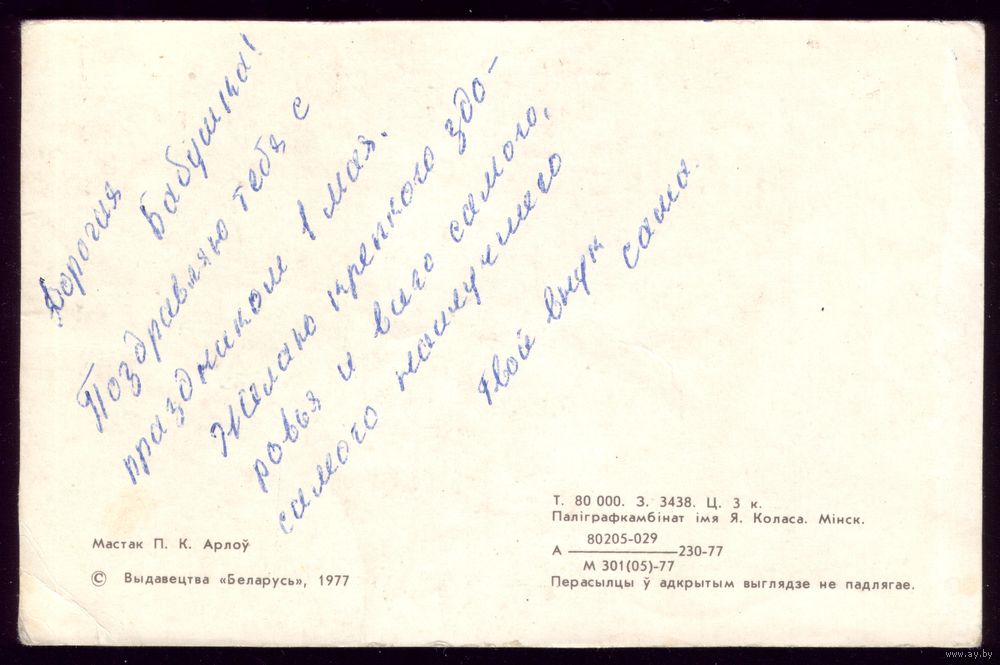 Дорогая
Бабушка!
Поздравляю тебя с
праздником 1 мая.
Желаю крепкого здо-
ровья и всего самого,
самого наилучшего
Твой внук саша.
Мастак П. К. Арлоў
© Выдавецтва «Беларусь», 1977
Т. 80 000. З. 3438. Ц. 3 к.
Паліграфкамбінат імя Я. Коласа. Мінск.
80205-029
А 230-77
М 301(05)-77
Перасылцы ў адкрытым выглядзе не падлягае.
www.ay.by